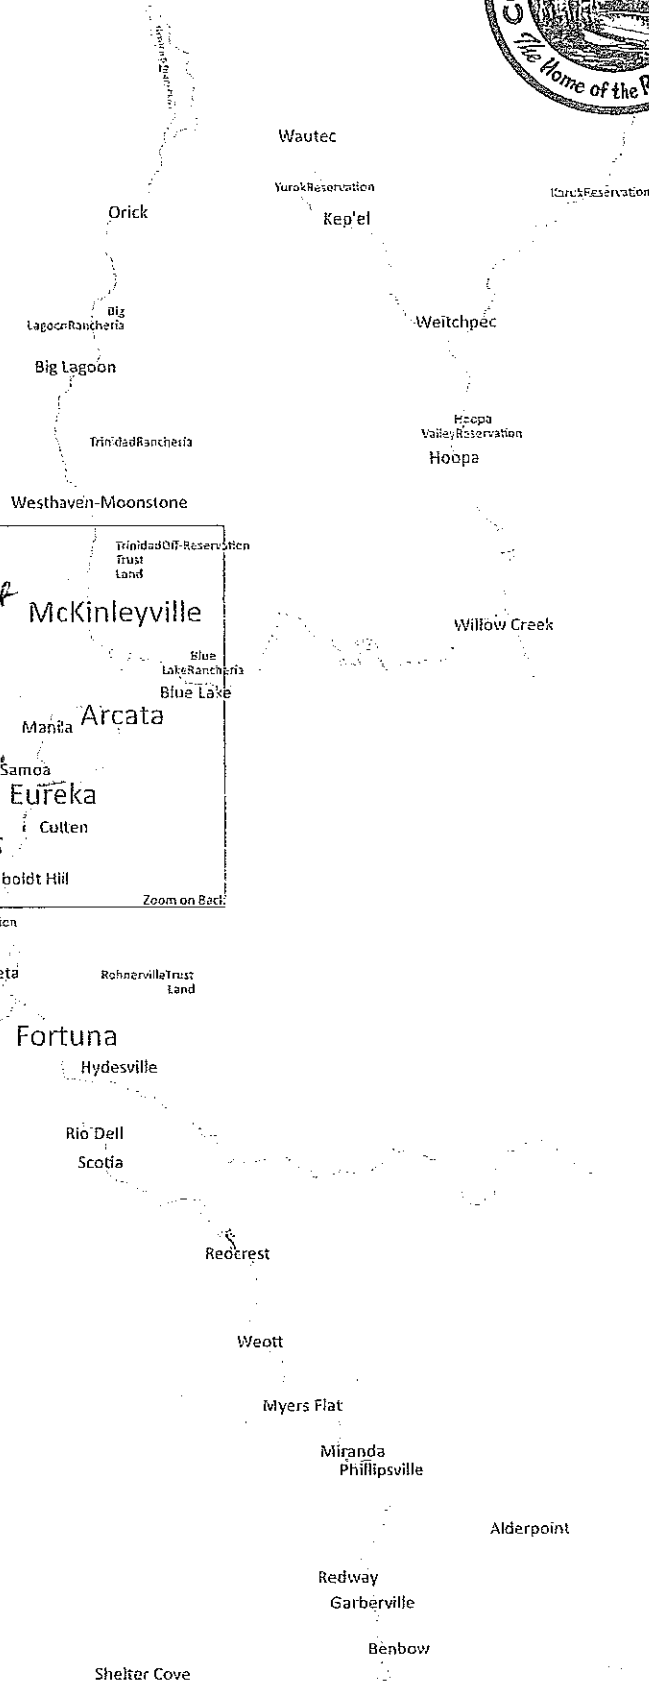 The Home of the R
Wautec
YurokReservation
KarukReservation
Orick
Kep'el
Big
LagoonRancheria
Weitchpec
Big Lagoon
Hoopa
ValleyReservation
TrinidadRancheria
Hoopa
Westhaven-Moonstone
TrinidadOff-Reservation
Trust
Land
McKinleyville
Willow Creek
Blue
LakeRancheria
Blue Lake
Arcata
Manila
Samoa
Eureka
Cutten
boldt Hill
Zoom on Back
ion
eta
RohnervilleTrust
Land
Fortuna
Hydesville
Rio Dell
Scotia
Redcrest
Weott
Myers Flat
Miranda
Phillipsville
Alderpoint
Redway
Garberville
Benbow
Shelter Cove